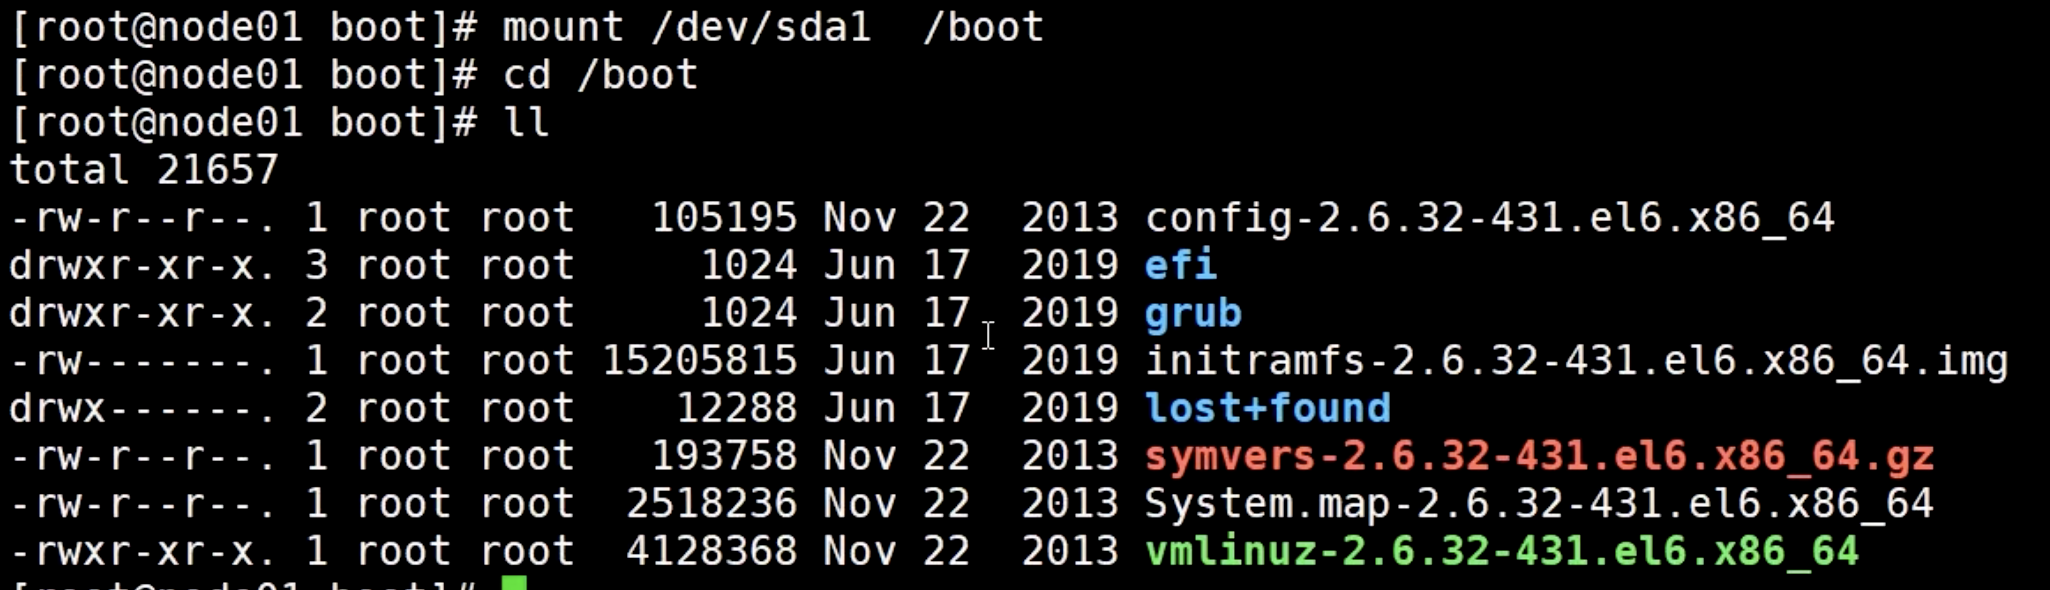 [root@node01 boot]# mount /dev/sda1  /boot
[root@node01 boot]# cd /boot
[root@node01 boot]# ll
total 21657
-rw-r--r--. 1 root root   105195 Nov 22  2013 config-2.6.32-431.el6.x86_64
drwxr-xr-x. 3 root root     1024 Jun 17  2019 efi
drwxr-xr-x. 2 root root     1024 Jun 17  2019 grub
-rw-------. 1 root root 15205815 Jun 17  2019 initramfs-2.6.32-431.el6.x86_64.img
drwx------. 2 root root    12288 Jun 17  2019 lost+found
-rw-r--r--. 1 root root   193758 Nov 22  2013 symvers-2.6.32-431.el6.x86_64.gz
-rw-r--r--. 1 root root  2518236 Nov 22  2013 System.map-2.6.32-431.el6.x86_64
-rwxr-xr-x. 1 root root  4128368 Nov 22  2013 vmlinuz-2.6.32-431.el6.x86_64
[root@node01 boot]#